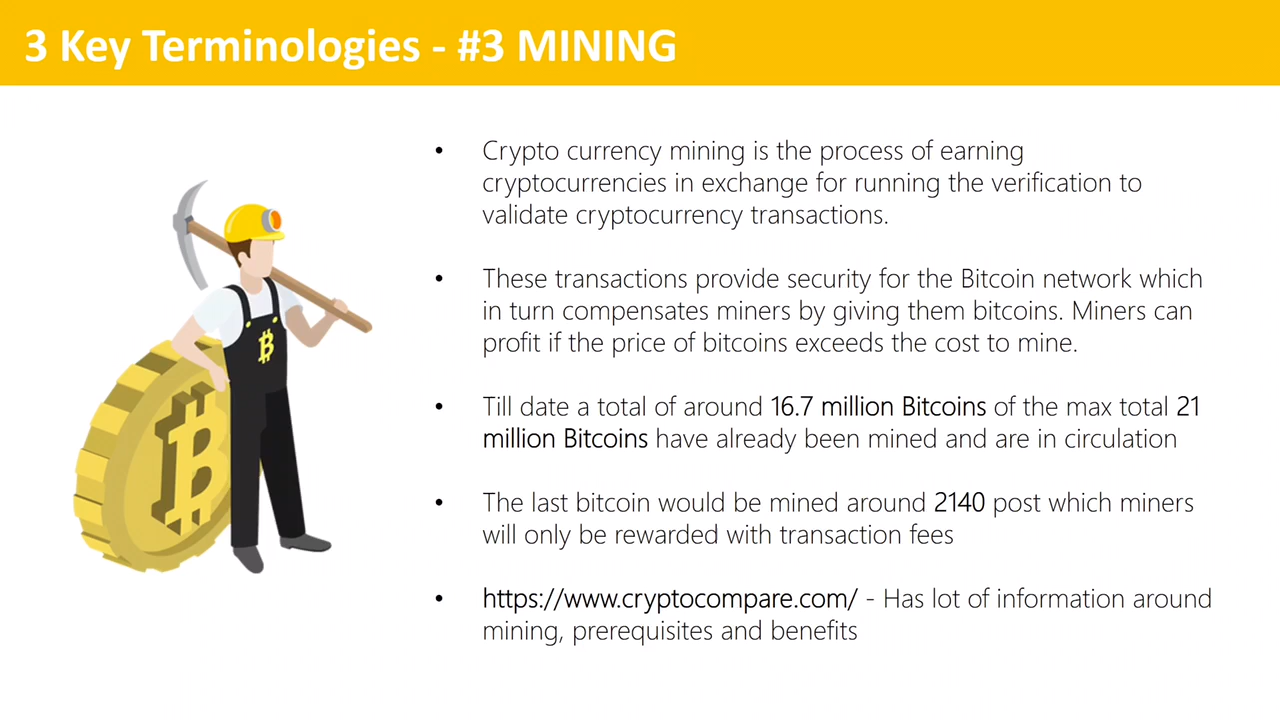 3 Key Terminologies - #3 MINING
• Crypto currency mining is the process of earning
cryptocurrencies in exchange for running the verification to
validate cryptocurrency transactions.
• These transactions provide security for the Bitcoin network which
in turn compensates miners by giving them bitcoins. Miners can
profit if the price of bitcoins exceeds the cost to mine.
• Till date a total of around 16.7 million Bitcoins of the max total 21
million Bitcoins have already been mined and are in circulation
• The last bitcoin would be mined around 2140 post which miners
will only be rewarded with transaction fees
• https://www.cryptocompare.com/ - Has lot of information around
mining, prerequisites and benefits